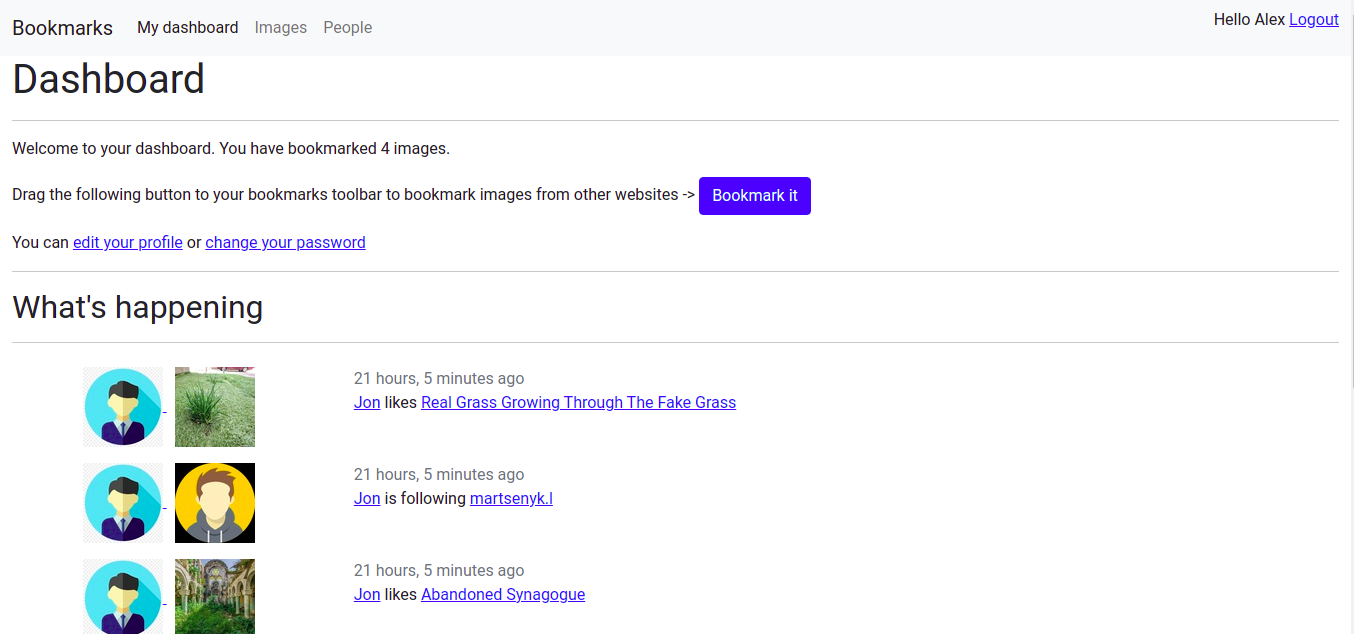 Bookmarks My dashboard Images People Hello Alex Logout
Dashboard
Welcome to your dashboard. You have bookmarked 4 images.
Drag the following button to your bookmarks toolbar to bookmark images from other websites -> Bookmark it
You can edit your profile or change your password
What's happening
21 hours, 5 minutes ago
Jon likes Real Grass Growing Through The Fake Grass
21 hours, 5 minutes ago
Jon is following martsenyk.l
21 hours, 5 minutes ago
Jon likes Abandoned Synagogue